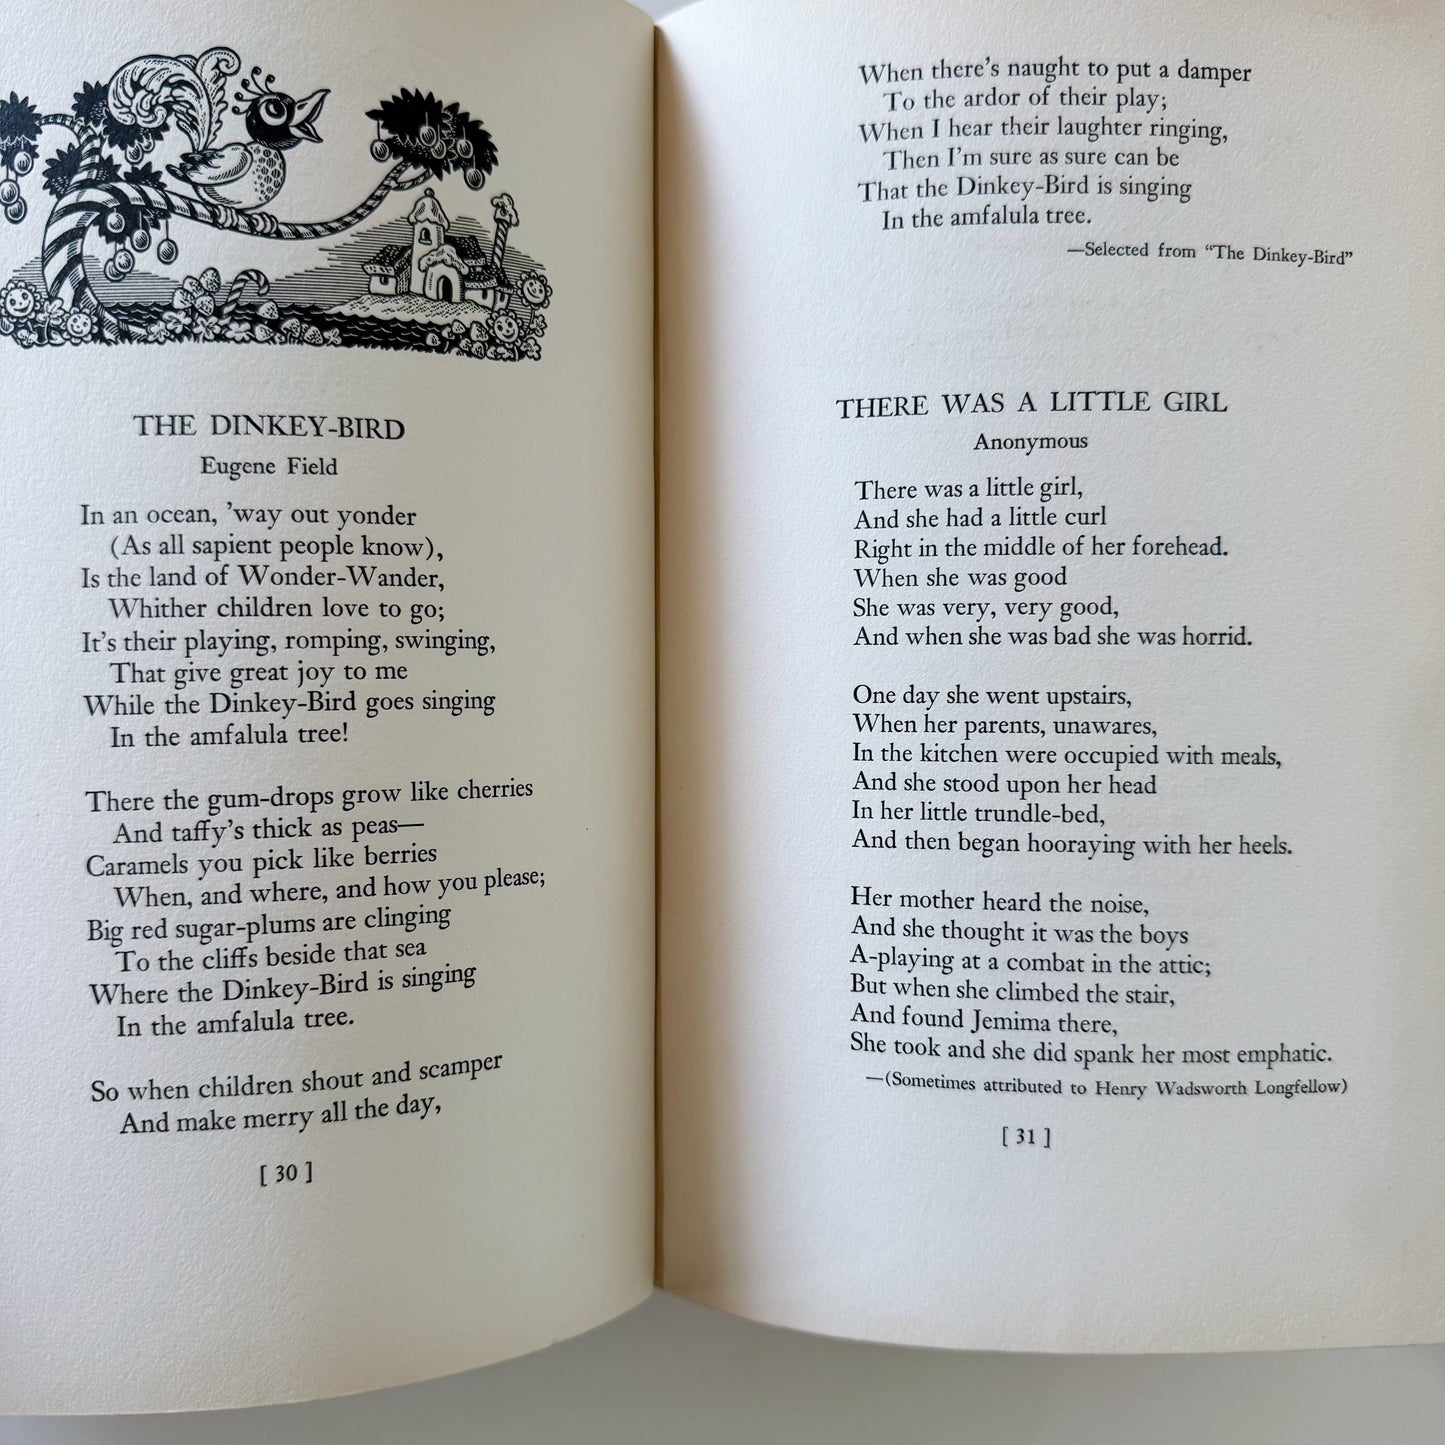 THE DINKEY-BIRD
Eugene Field
In an ocean, 'way out yonder
(As all sapient people know),
Is the land of Wonder-Wander,
Whither children love to go;
It's their playing, romping, swinging,
That give great joy to me
While the Dinkey-Bird goes singing
In the amfalula tree!
There the gum-drops grow like cherries
And taffy's thick as peas—
Caramels you pick like berries
When, and where, and how you please;
Big red sugar-plums are clinging
To the cliffs beside that sea
Where the Dinkey-Bird is singing
In the amfalula tree.
So when children shout and scamper
And make merry all the day,
[ 30 ]
When there's naught to put a damper
To the ardor of their play;
When I hear their laughter ringing,
Then I'm sure as sure can be
That the Dinkey-Bird is singing
In the amfalula tree.
—Selected from "The Dinkey-Bird"
THERE WAS A LITTLE GIRL
Anonymous
There was a little girl,
And she had a little curl
Right in the middle of her forehead.
When she was good
She was very, very good,
And when she was bad she was horrid.
One day she went upstairs,
When her parents, unawares,
In the kitchen were occupied with meals,
And she stood upon her head
In her little trundle-bed,
And then began hooraying with her heels.
Her mother heard the noise,
And she thought it was the boys
A-playing at a combat in the attic;
But when she climbed the stair,
And found Jemima there,
She took and she did spank her most emphatic.
—(Sometimes attributed to Henry Wadsworth Longfellow)
[ 31 ]